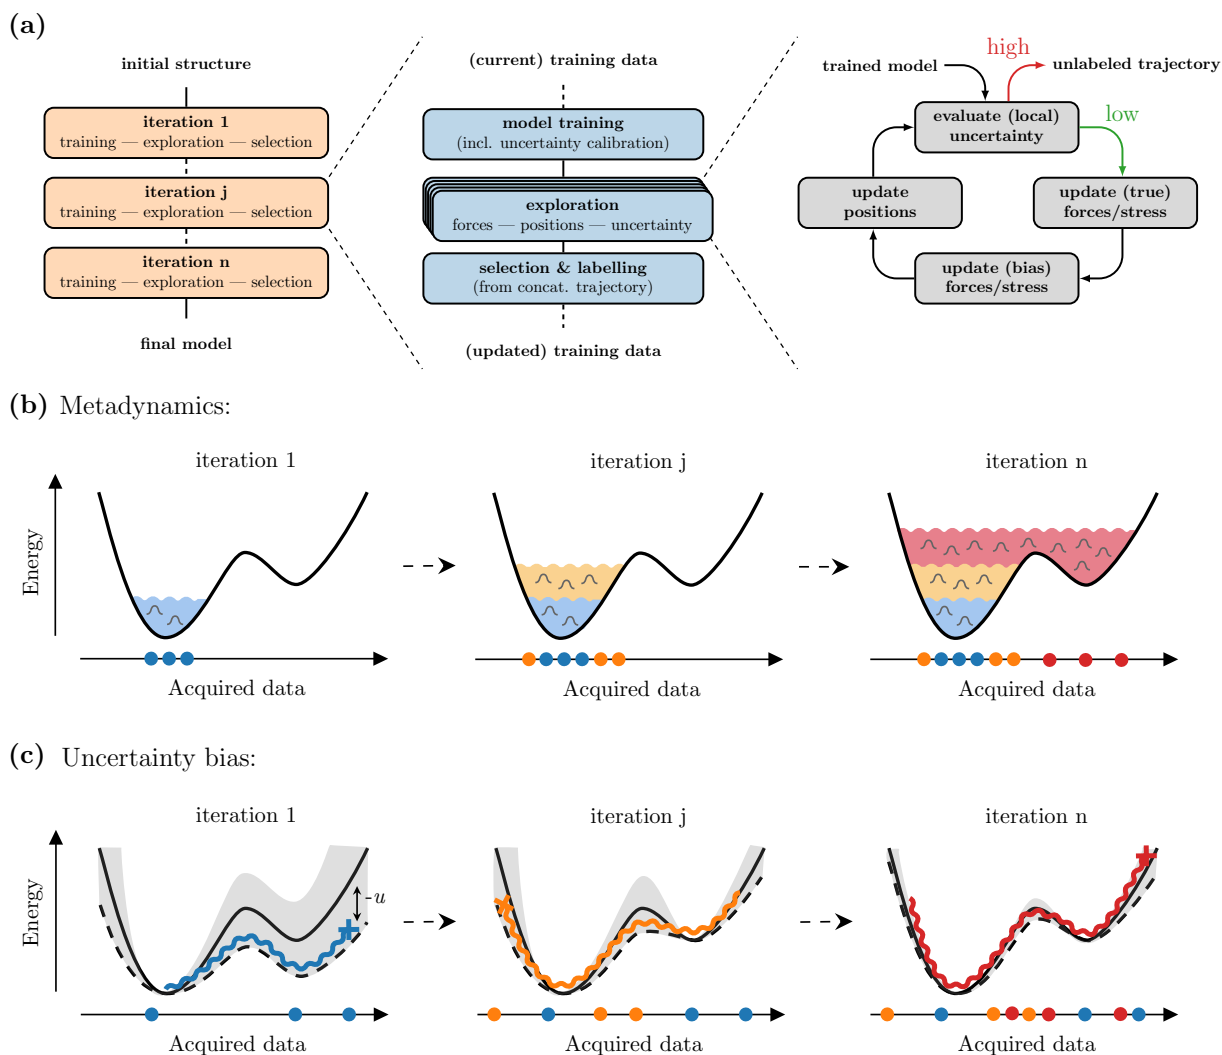 (a)
initial structure
iteration 1
training — exploration — selection
iteration j
training — exploration — selection
iteration n
training — exploration — selection
final model
(current) training data
model training
(incl. uncertainty calibration)
exploration
forces — positions — uncertainty
selection & labelling
(from concat. trajectory)
(updated) training data
high
trained model
unlabeled trajectory
evaluate (local)
uncertainty
low
update
positions
update (true)
forces/stress
update (bias)
forces/stress
(b) Metadynamics:
iteration 1
iteration j
iteration n
Energy
Acquired data
Acquired data
Acquired data
(c) Uncertainty bias:
iteration 1
iteration j
iteration n
Energy
-u
Acquired data
Acquired data
Acquired data